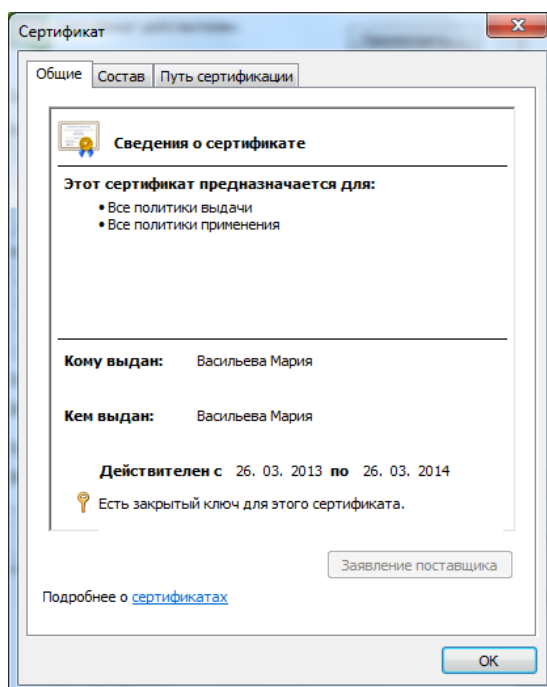 Сертификат
Общие Состав Путь сертификации
Сведения о сертификате
Этот сертификат предназначается для:
• Все политики выдачи
• Все политики применения
Кому выдан: Васильева Мария
Кем выдан: Васильева Мария
Действителен с 26. 03. 2013 по 26. 03. 2014
Есть закрытый ключ для этого сертификата.
Заявление поставщика
Подробнее о сертификатах
ОК